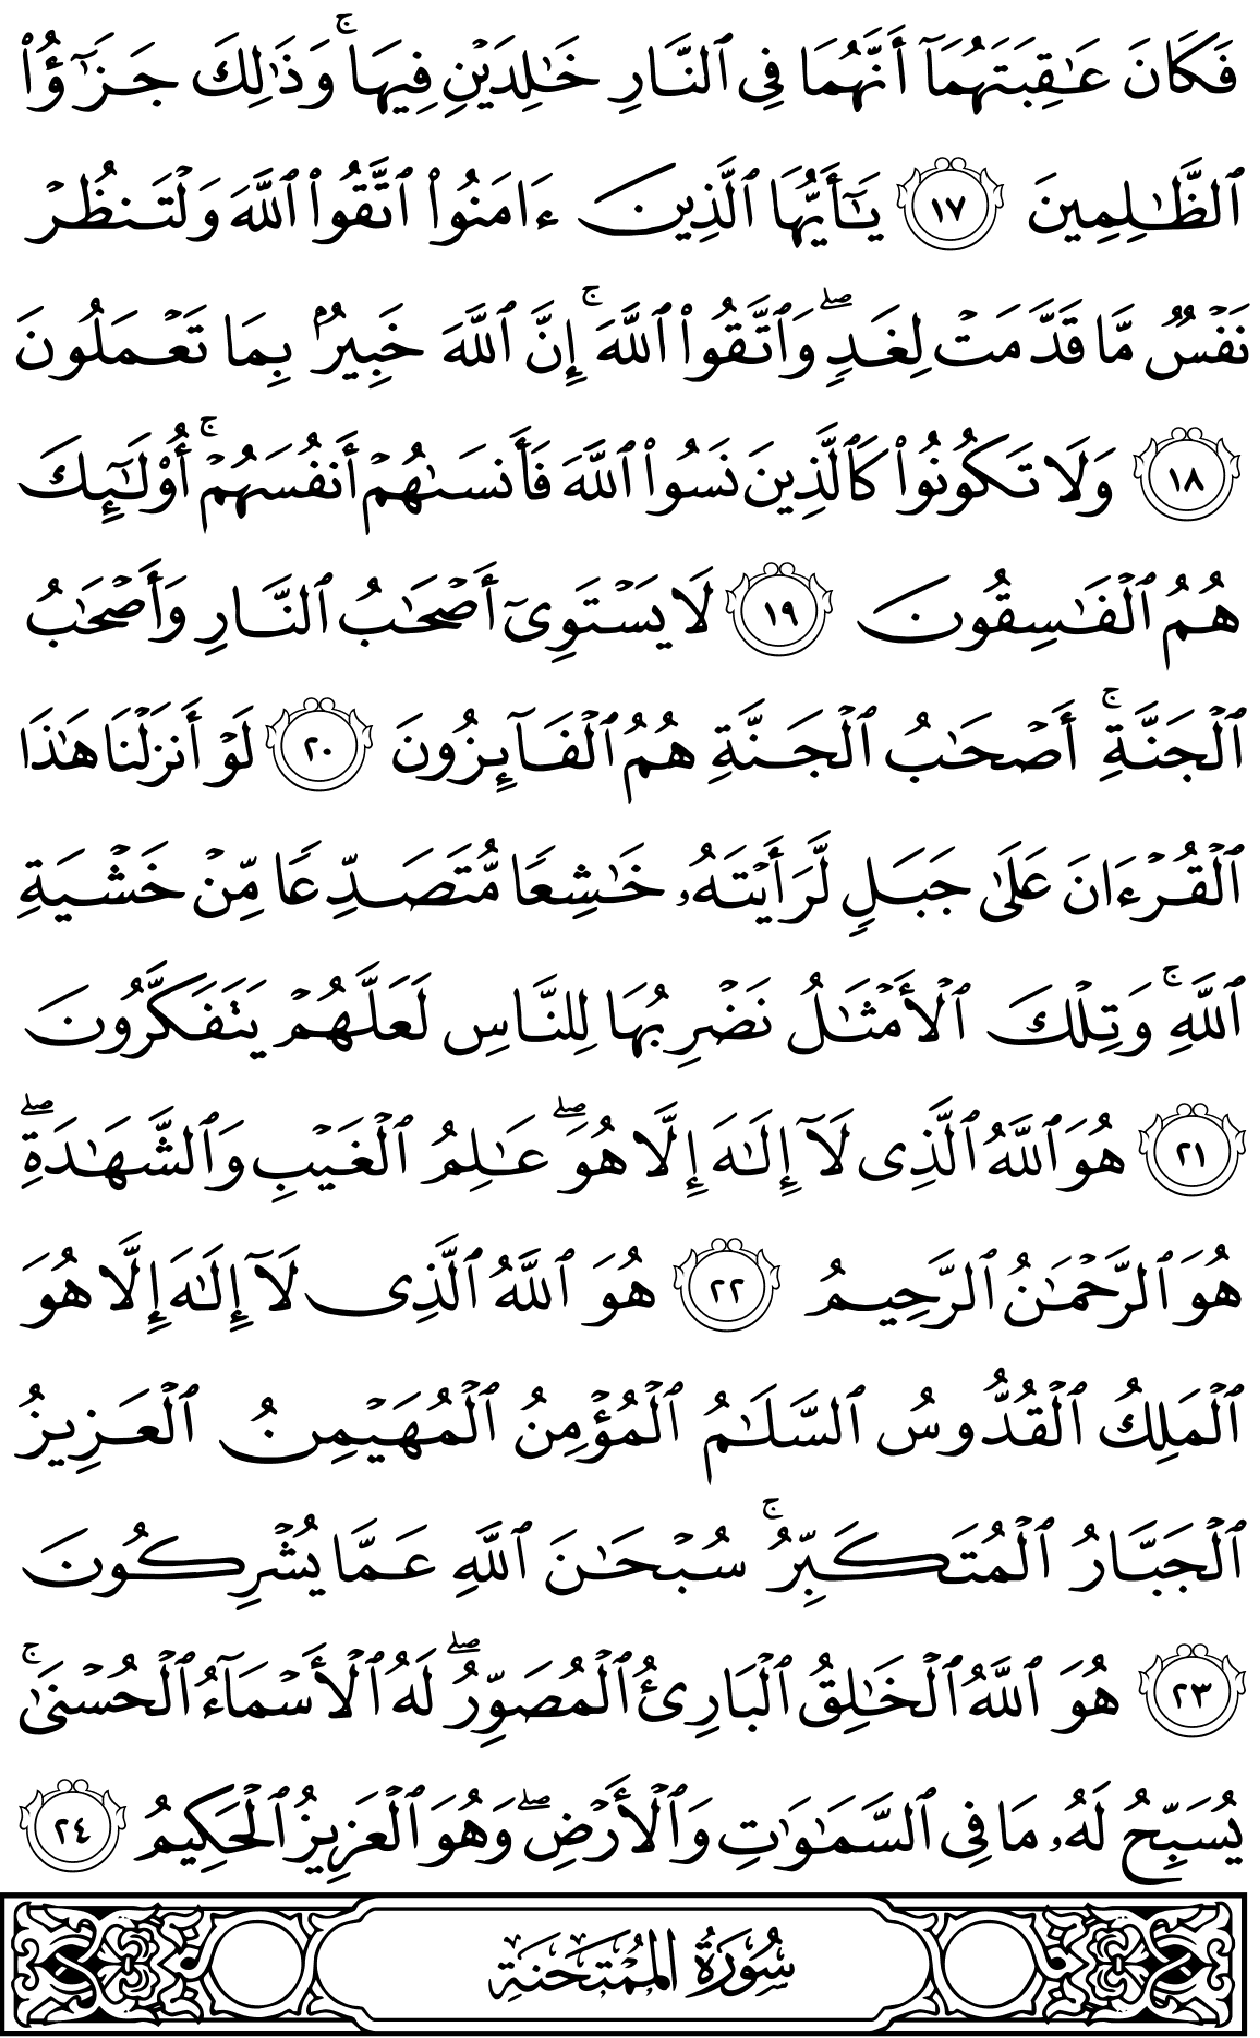 فَكَانَ عَٰقِبَتَهُمَآ أَنَّهُمَا فِى ٱلنَّارِ خَٰلِدَيْنِ فِيهَا ۚ وَذَٰلِكَ جَزَٰٓؤُا۟
ٱلظَّٰلِمِينَ ١٧ يَٰٓأَيُّهَا ٱلَّذِينَ ءَامَنُوا۟ ٱتَّقُوا۟ ٱللَّهَ وَلْتَنظُرْ
نَفْسٌ مَّا قَدَّمَتْ لِغَدٍ ۖ وَٱتَّقُوا۟ ٱللَّهَ ۚ إِنَّ ٱللَّهَ خَبِيرٌۢ بِمَا تَعْمَلُونَ
١٨ وَلَا تَكُونُوا۟ كَٱلَّذِينَ نَسُوا۟ ٱللَّهَ فَأَنسَىٰهُمْ أَنفُسَهُمْ ۚ أُو۟لَٰٓئِكَ
هُمُ ٱلْفَٰسِقُونَ ١٩ لَا يَسْتَوِىٓ أَصْحَٰبُ ٱلنَّارِ وَأَصْحَٰبُ
ٱلْجَنَّةِ ۚ أَصْحَٰبُ ٱلْجَنَّةِ هُمُ ٱلْفَآئِزُونَ ٢٠ لَوْ أَنزَلْنَا هَٰذَا
ٱلْقُرْءَانَ عَلَىٰ جَبَلٍ لَّرَأَيْتَهُۥ خَٰشِعًا مُّتَصَدِّعًا مِّنْ خَشْيَةِ
ٱللَّهِ ۚ وَتِلْكَ ٱلْأَمْثَٰلُ نَضْرِبُهَا لِلنَّاسِ لَعَلَّهُمْ يَتَفَكَّرُونَ
٢١ هُوَ ٱللَّهُ ٱلَّذِى لَآ إِلَٰهَ إِلَّا هُوَ ۖ عَٰلِمُ ٱلْغَيْبِ وَٱلشَّهَٰدَةِ ۖ
هُوَ ٱلرَّحْمَٰنُ ٱلرَّحِيمُ ٢٢ هُوَ ٱللَّهُ ٱلَّذِى لَآ إِلَٰهَ إِلَّا هُوَ
ٱلْمَلِكُ ٱلْقُدُّوسُ ٱلسَّلَٰمُ ٱلْمُؤْمِنُ ٱلْمُهَيْمِنُ ٱلْعَزِيزُ
ٱلْجَبَّارُ ٱلْمُتَكَبِّرُ ۚ سُبْحَٰنَ ٱللَّهِ عَمَّا يُشْرِكُونَ
٢٣ هُوَ ٱللَّهُ ٱلْخَٰلِقُ ٱلْبَارِئُ ٱلْمُصَوِّرُ ۖ لَهُ ٱلْأَسْمَآءُ ٱلْحُسْنَىٰ ۚ
يُسَبِّحُ لَهُۥ مَا فِى ٱلسَّمَٰوَٰتِ وَٱلْأَرْضِ ۖ وَهُوَ ٱلْعَزِيزُ ٱلْحَكِيمُ ٢٤
سُورَةُ المُمْتَحَنَة